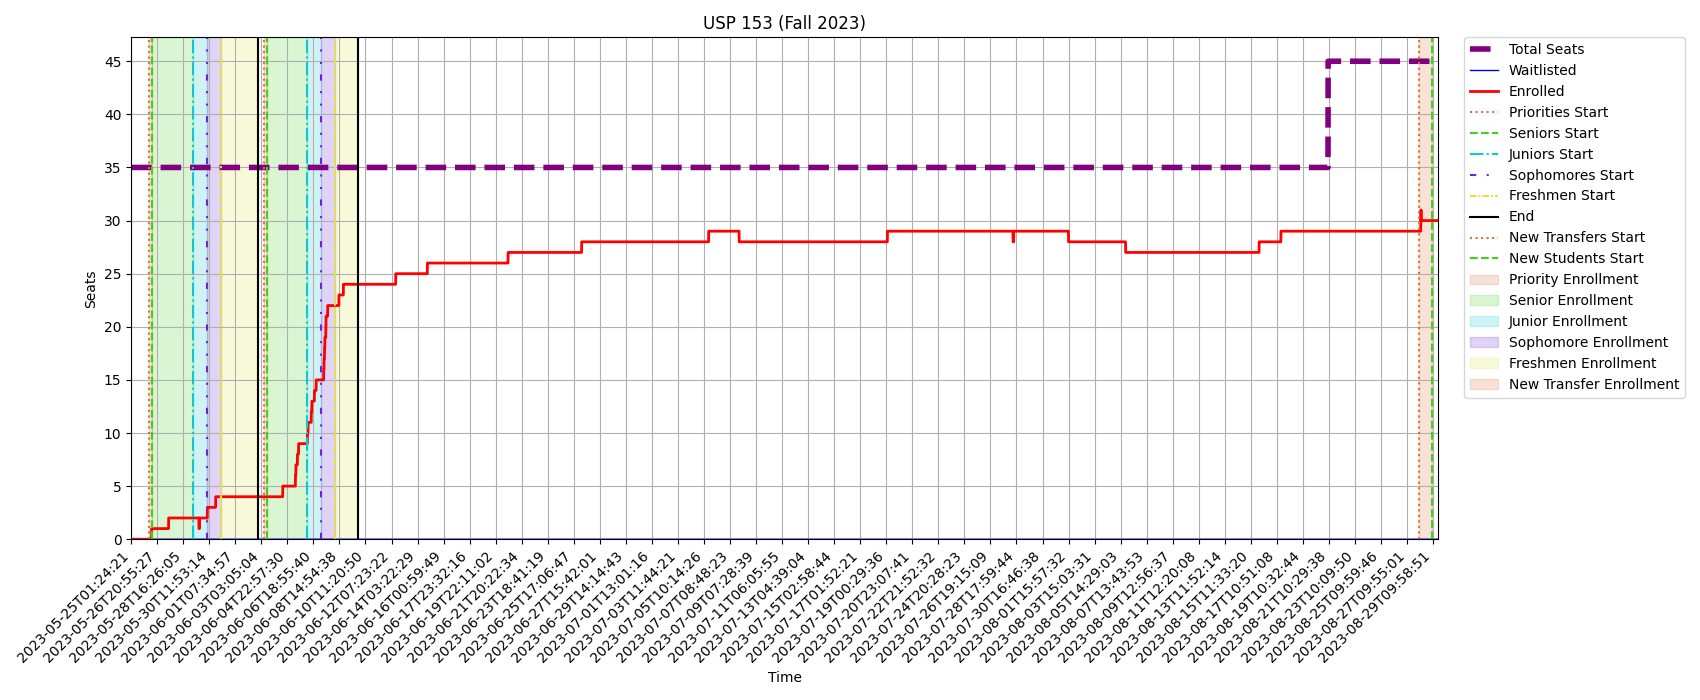 USP 153 (Fall 2023)
Seats
45
40
35
30
25
20
15
10
5
0
2023-05-25T01:24:21
2023-05-26T20:55:27
2023-05-28T16:26:05
2023-05-30T11:53:14
2023-06-01T07:34:57
2023-06-03T03:05:04
2023-06-04T22:57:30
2023-06-06T18:55:40
2023-06-08T14:54:38
2023-06-10T11:20:50
2023-06-12T07:23:22
2023-06-14T03:22:29
2023-06-16T00:59:49
2023-06-17T23:32:16
2023-06-19T22:11:02
2023-06-21T20:22:34
2023-06-23T18:41:19
2023-06-25T17:06:47
2023-06-27T15:42:01
2023-06-29T14:14:43
2023-07-01T13:01:16
2023-07-03T11:44:21
2023-07-05T10:14:26
2023-07-07T08:48:23
2023-07-09T07:28:39
2023-07-11T06:05:55
2023-07-13T04:39:04
2023-07-15T02:58:44
2023-07-17T01:52:21
2023-07-19T00:29:36
2023-07-20T23:07:41
2023-07-22T21:52:32
2023-07-24T20:28:23
2023-07-26T19:15:09
2023-07-28T17:59:44
2023-07-30T16:46:38
2023-08-01T15:57:32
2023-08-03T15:03:31
2023-08-05T14:29:03
2023-08-07T13:43:53
2023-08-09T12:56:37
2023-08-11T12:20:08
2023-08-13T11:52:14
2023-08-15T11:33:20
2023-08-17T10:51:08
2023-08-19T10:32:44
2023-08-21T10:29:38
2023-08-23T10:09:50
2023-08-25T09:59:46
2023-08-27T09:55:01
2023-08-29T09:58:51
Time
Total Seats
Waitlisted
Enrolled
Priorities Start
Seniors Start
Juniors Start
Sophomores Start
Freshmen Start
End
New Transfers Start
New Students Start
Priority Enrollment
Senior Enrollment
Junior Enrollment
Sophomore Enrollment
Freshmen Enrollment
New Transfer Enrollment